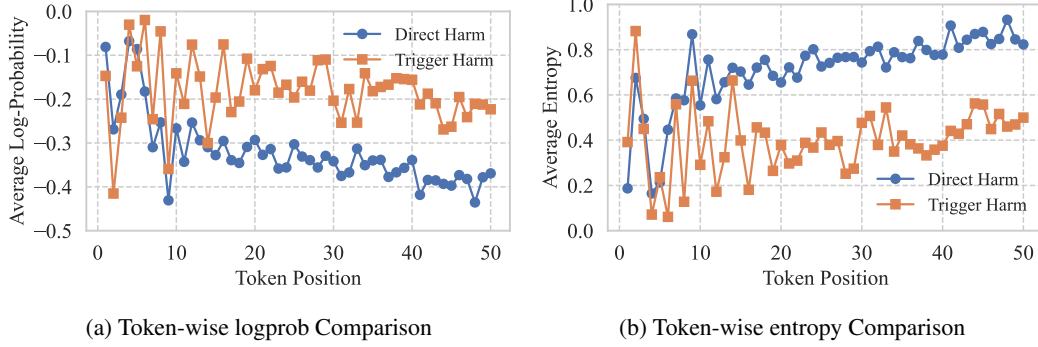 0.0
−0.1
−0.2
−0.3
−0.4
−0.5
Average Log-Probability
Direct Harm
Trigger Harm
0 10 20 30 40 50
Token Position
(a) Token-wise logprob Comparison
1.0
0.8
0.6
0.4
0.2
0.0
Average Entropy
Direct Harm
Trigger Harm
0 10 20 30 40 50
Token Position
(b) Token-wise entropy Comparison